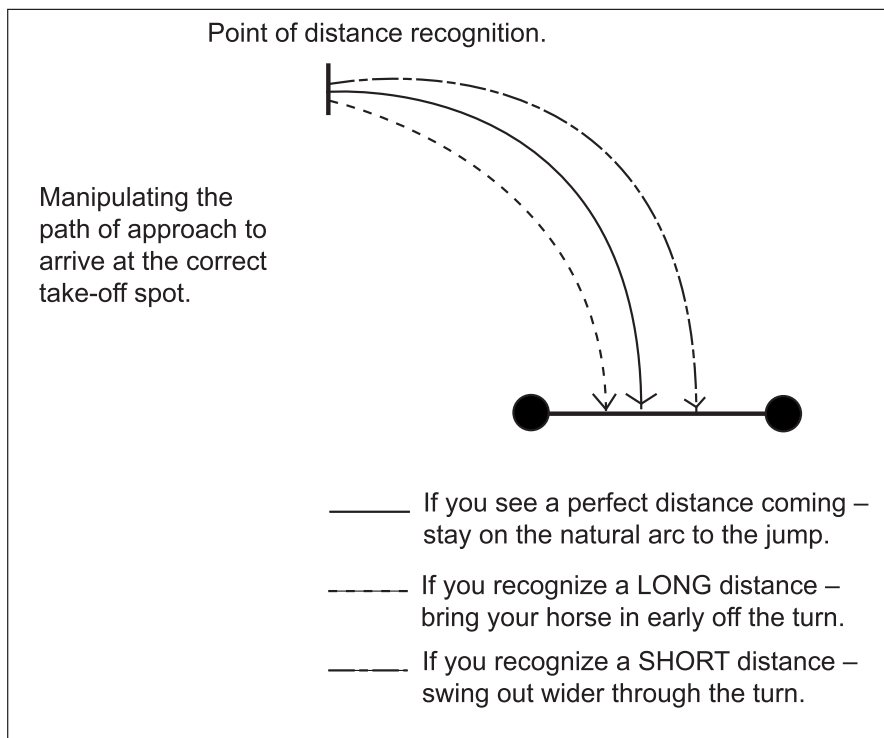 Point of distance recognition.
Manipulating the
path of approach to
arrive at the correct
take-off spot.
If you see a perfect distance coming –
stay on the natural arc to the jump.
If you recognize a LONG distance –
bring your horse in early off the turn.
If you recognize a SHORT distance –
swing out wider through the turn.